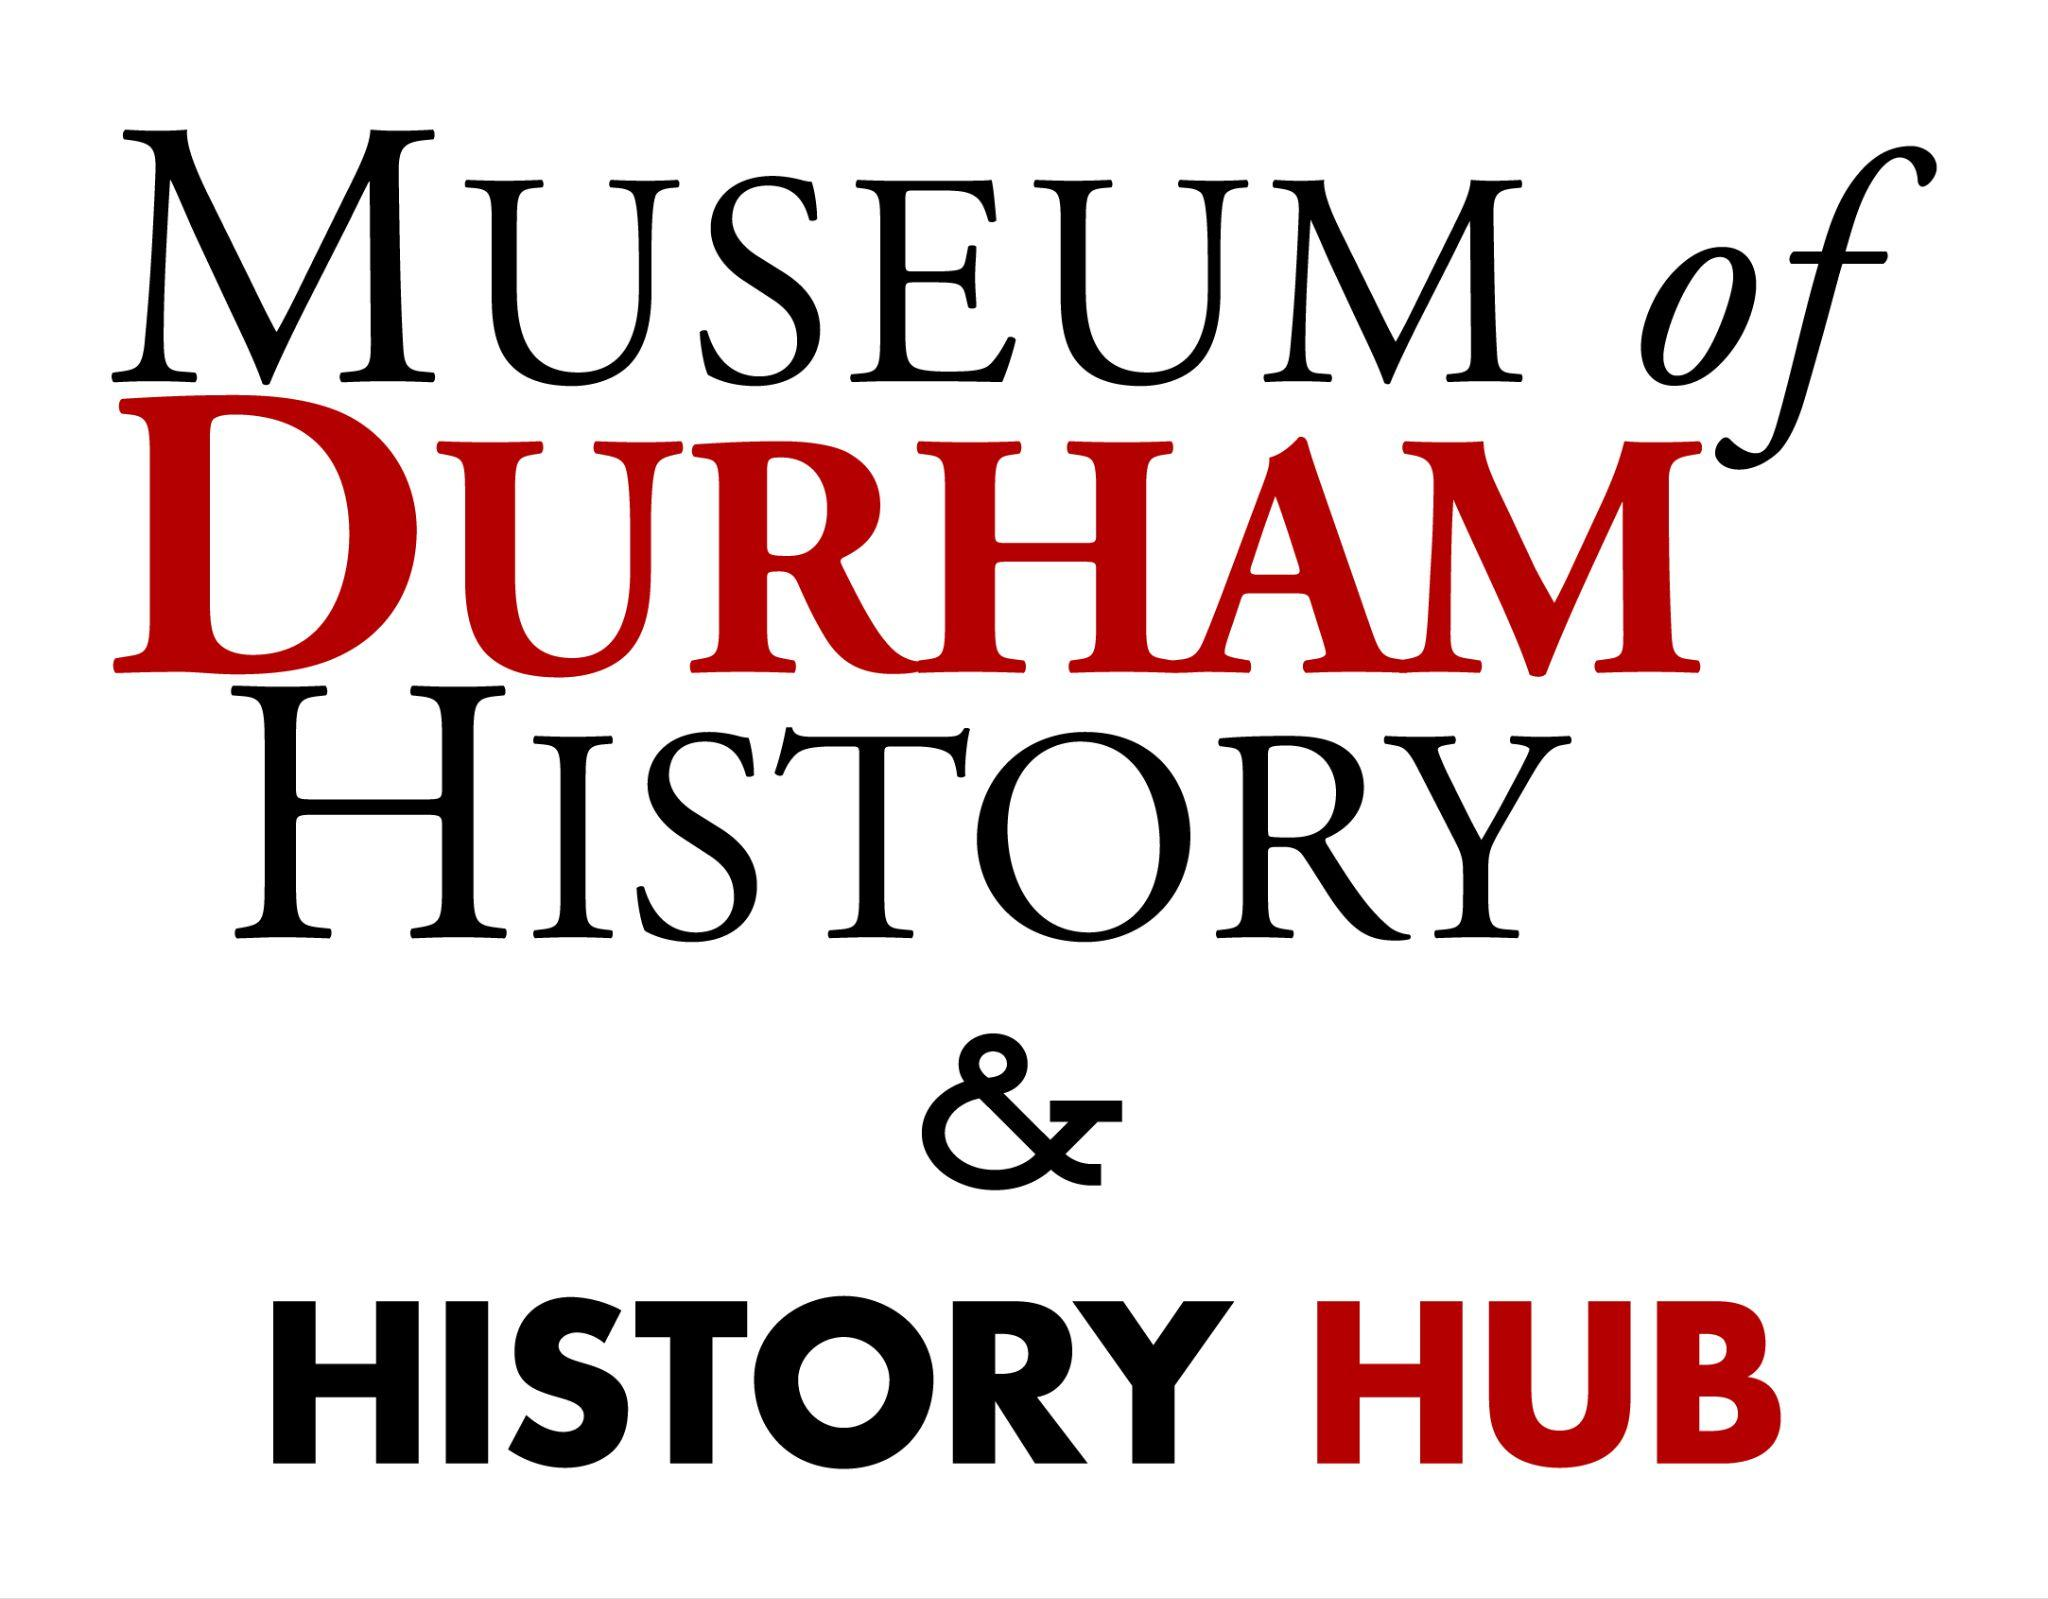 MUSEUM of
DURHAM
HISTORY
&
HISTORY HUB